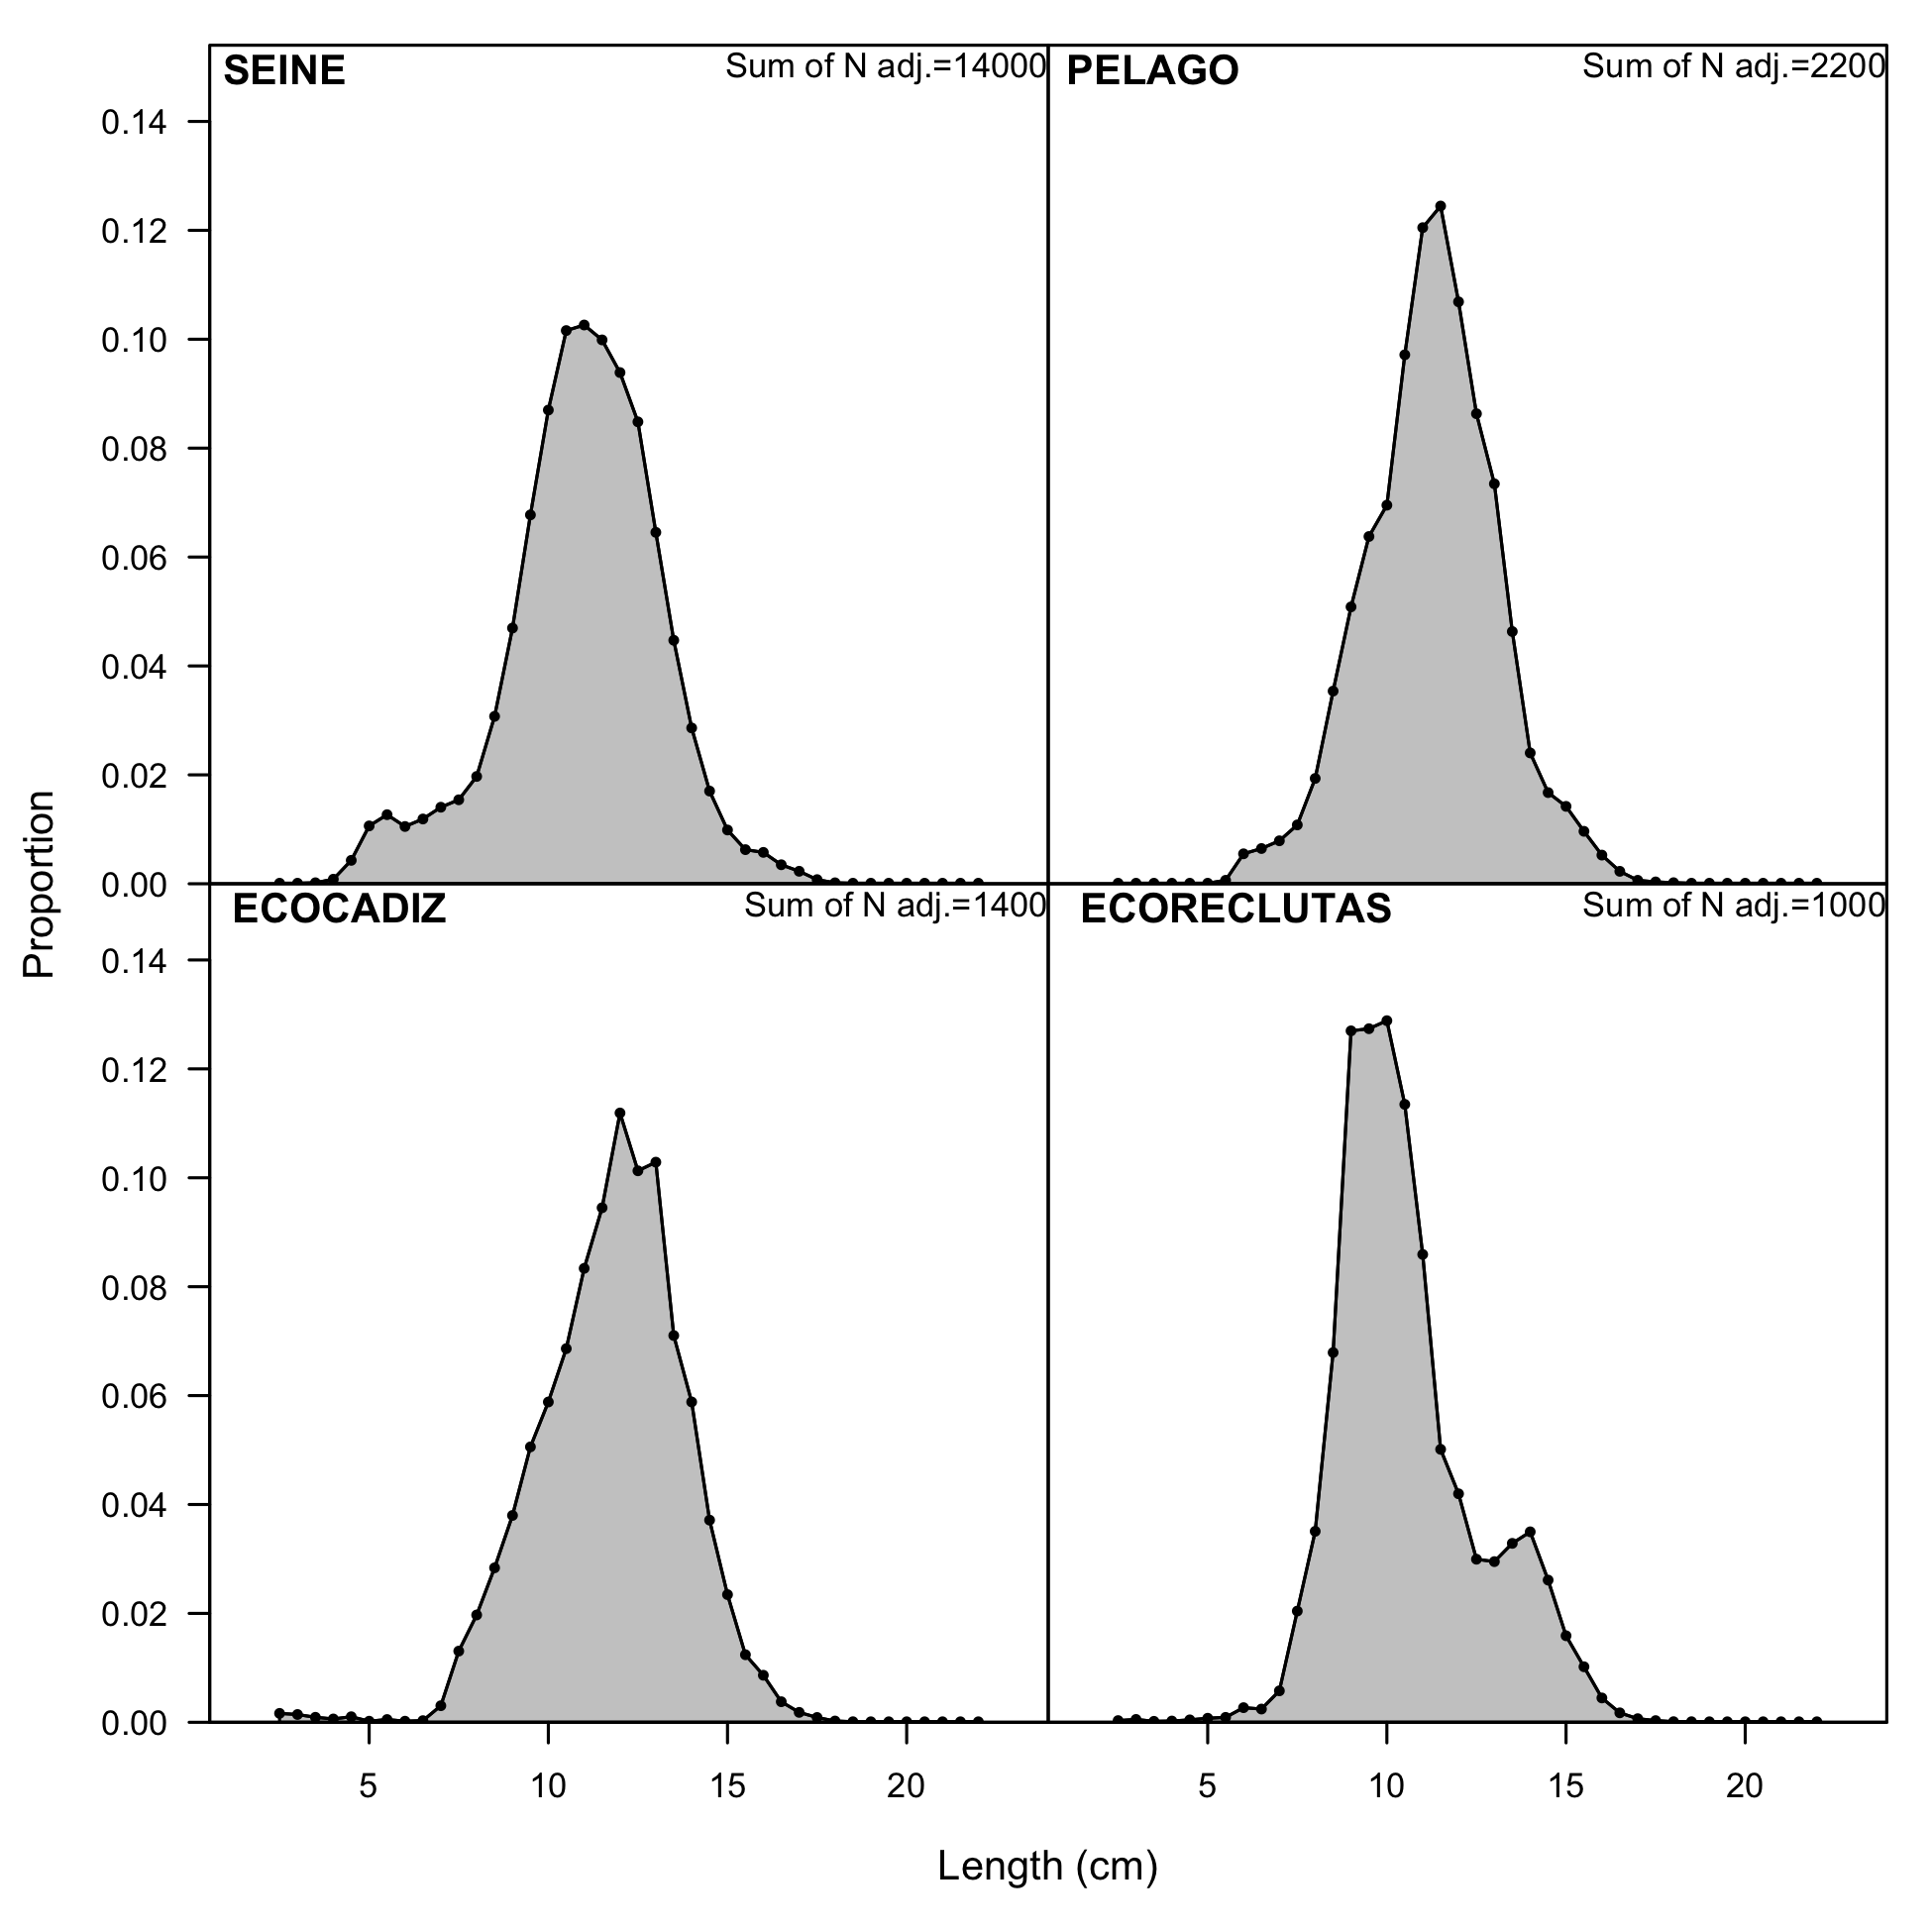 SEINE
Sum of N adj.=14000
PELAGO
Sum of N adj.=2200
0.14
0.12
0.10
0.08
0.06
0.04
0.02
0.00
ECOCADIZ
Sum of N adj.=1400
ECORECLUTAS
Sum of N adj.=1000
0.14
0.12
0.10
0.08
0.06
0.04
0.02
0.00
Proportion
5 10 15 20 5 10 15 20
Length (cm)